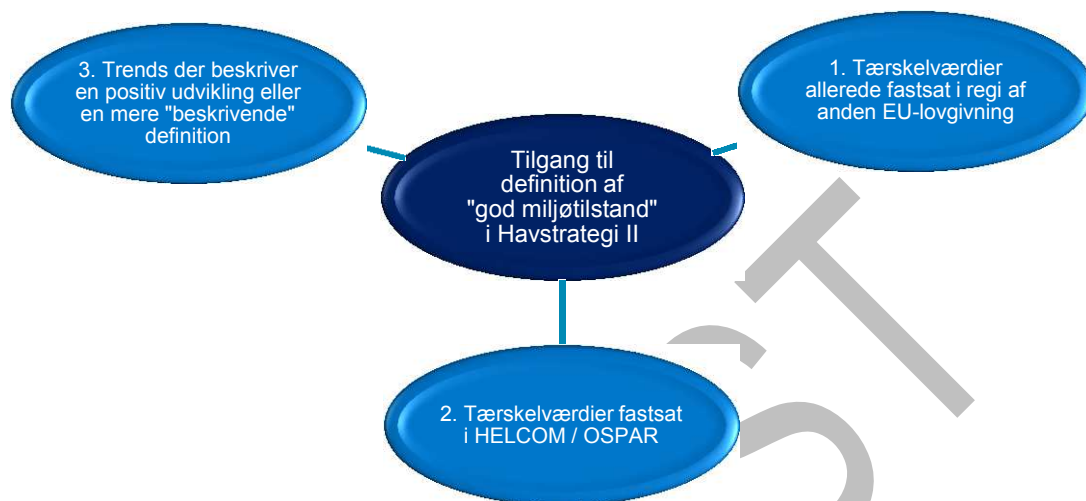 3. Trends der beskriver
en positiv udvikling eller
en mere "beskrivende"
definition
1. Tærskelværdier
allerede fastsat i regi af
anden EU-lovgivning
Tilgang til
definition af
"god miljøtilstand"
i Havstrategi II
2. Tærskelværdier fastsat
i HELCOM / OSPAR